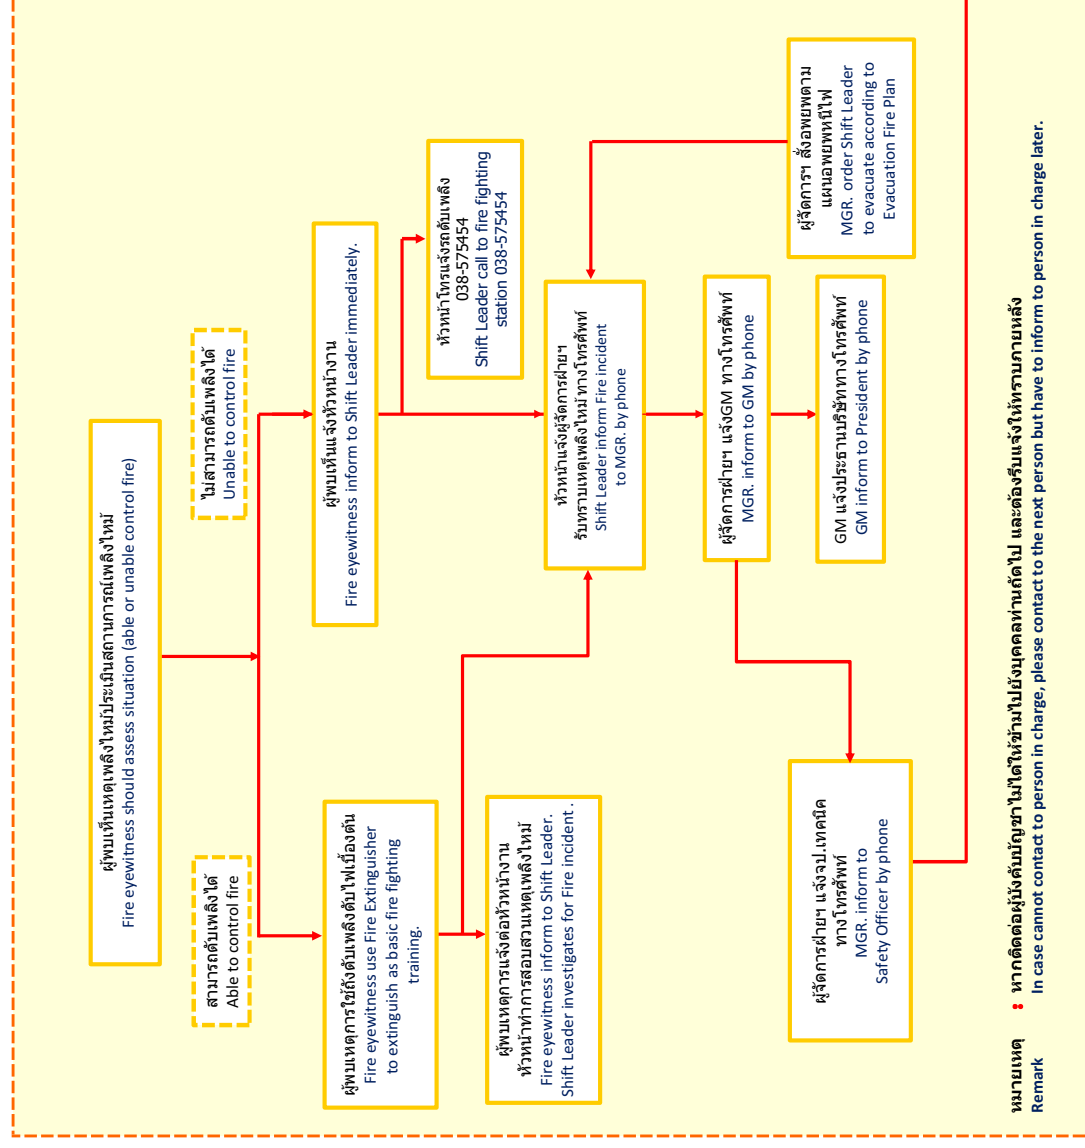 ผู้พบเห็นเหตุเพลิงไหม้ประเมินสถานการณ์เพลิงไหม้
Fire eyewitness should assess situation (able or unable control fire)
สามารถดับเพลิงได้
Able to control fire
ไม่สามารถดับเพลิงได้
Unable to control fire
ผู้พบเหตุการใช้ถังดับเพลิงดับไฟเบื้องต้น
Fire eyewitness use Fire Extinguisher
to extinguish as basic fire fighting
training.
ผู้พบเห็นแจ้งหัวหน้างาน
Fire eyewitness inform to Shift Leader immediately.
หัวหน้าโทรแจ้งรถดับเพลิง
038-575454
Shift Leader call to fire fighting
station 038-575454
ผู้พบเหตุการแจ้งต่อหัวหน้างาน
หัวหน้าทำการสอบสวนเหตุเพลิงไหม้
Fire eyewitness inform to Shift Leader.
Shift Leader investigates for Fire incident .
หัวหน้าแจ้งผู้จัดการฝ่ายฯ
รับทราบเหตุเพลิงไหม้ ทางโทรศัพท์
Shift Leader inform Fire incident
to MGR. by phone
ผู้จัดการฝ่ายฯ แจ้งGM ทางโทรศัพท์
MGR. inform to GM by phone
ผู้จัดการฯ สั่งอพยพตาม
แผนอพยพหนีไฟ
MGR. order Shift Leader
to evacuate according to
Evacuation Fire Plan
ผู้จัดการฝ่ายฯ แจ้งจป.เทคนิค
ทางโทรศัพท์
MGR. inform to
Safety Officer by phone
GM แจ้งประธานบริษัททางโทรศัพท์
GM inform to President by phone
หมายเหตุ : หากติดต่อผู้บังคับบัญชาไม่ได้ให้ข้ามไปยังบุคคลท่านถัดไป และต้องรีบแจ้งให้ทราบภายหลัง
Remark In case cannot contact to person in charge, please contact to the next person but have to inform to person in charge later.